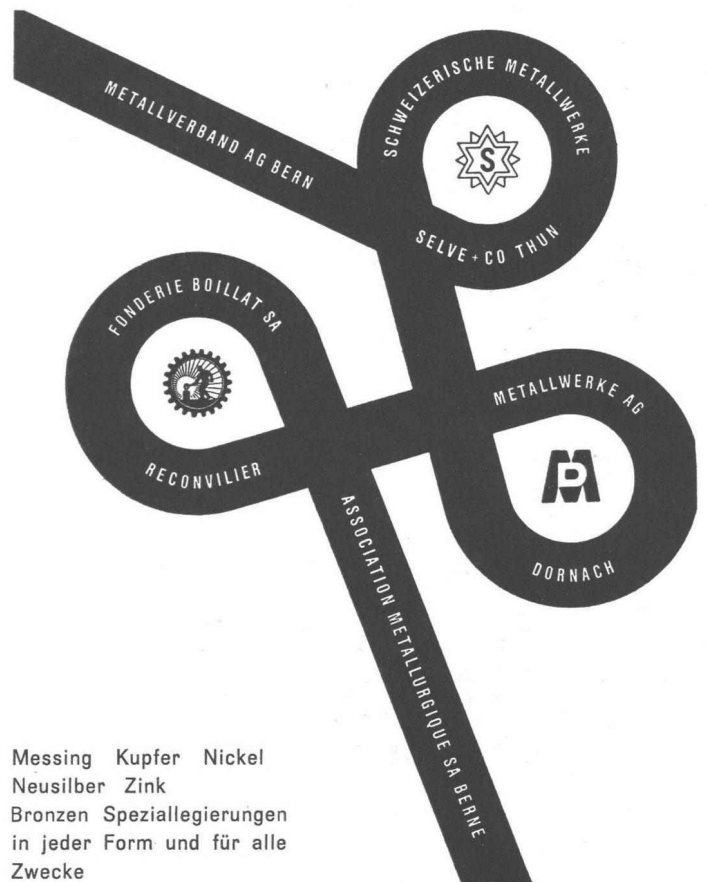 METALLVERBAND AG BERN
SCHWEIZERISCHE METALLWERKE
S
SELVE + CO THUN
FONDERIE BOILLAT SA
RECONVILIER
METALLWERKE AG
MD
DORNACH
ASSOCIATION METALLURGIQUE SA BERNE
Messing Kupfer Nickel
Neusilber Zink
Bronzen Speziallegierungen
in jeder Form und für alle
Zwecke